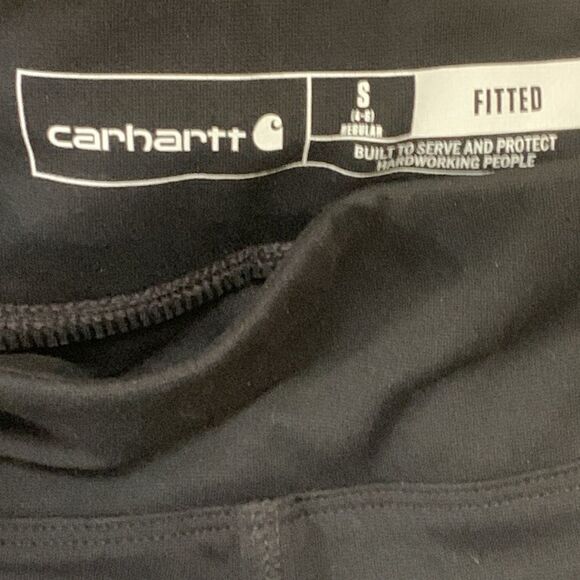 carhartt
S
(4-6)
REGULAR
FITTED
BUILT TO SERVE AND PROTECT
HARDWORKING PEOPLE